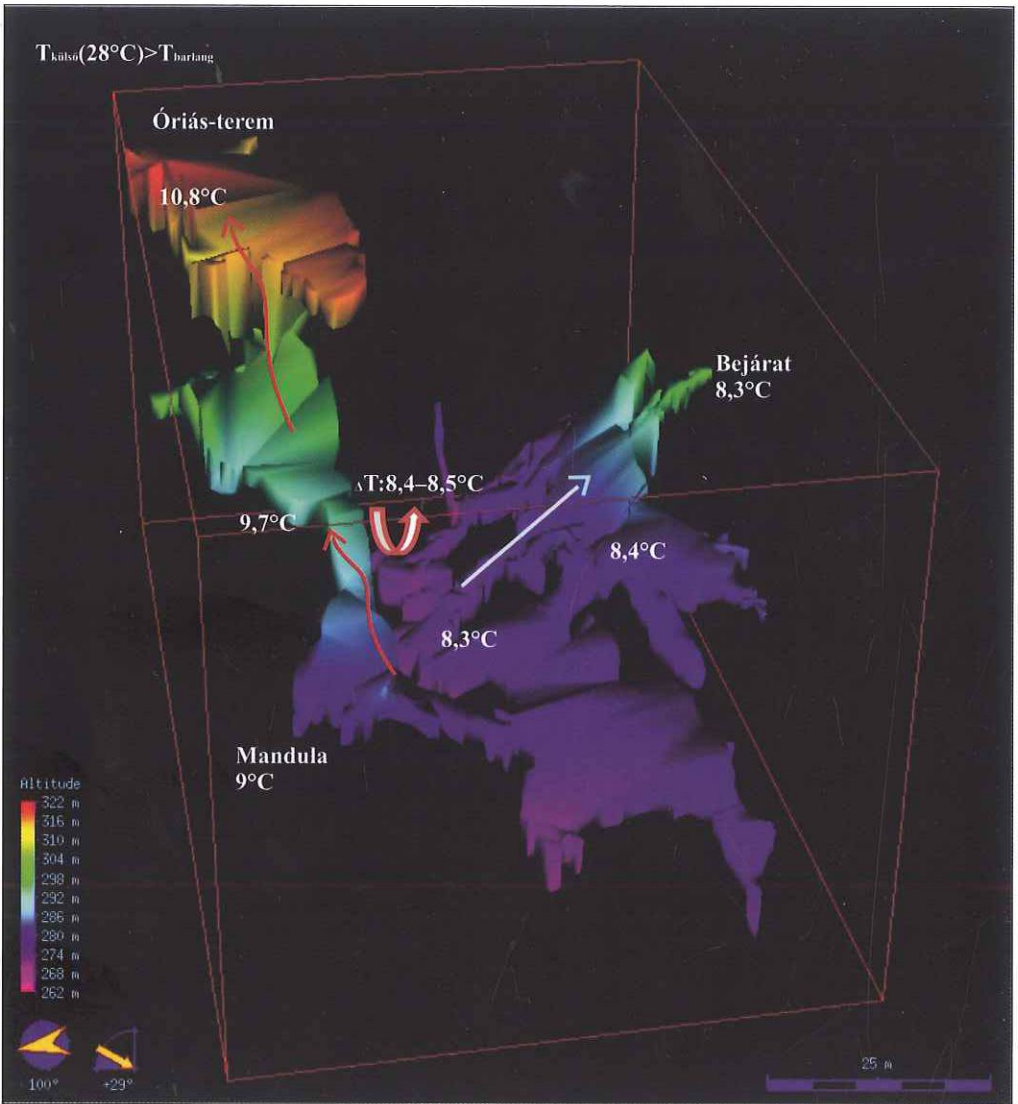 Tkülső(28°C)>Tbarlang
Óriás-terem
10,8°C
Bejárat
8,3°C
ΔT:8,4–8,5°C
9,7°C
8,4°C
8,3°C
Mandula
9°C
Altitude
322 m
316 m
310 m
304 m
298 m
292 m
286 m
280 m
274 m
268 m
262 m
100°
+29°
25 m